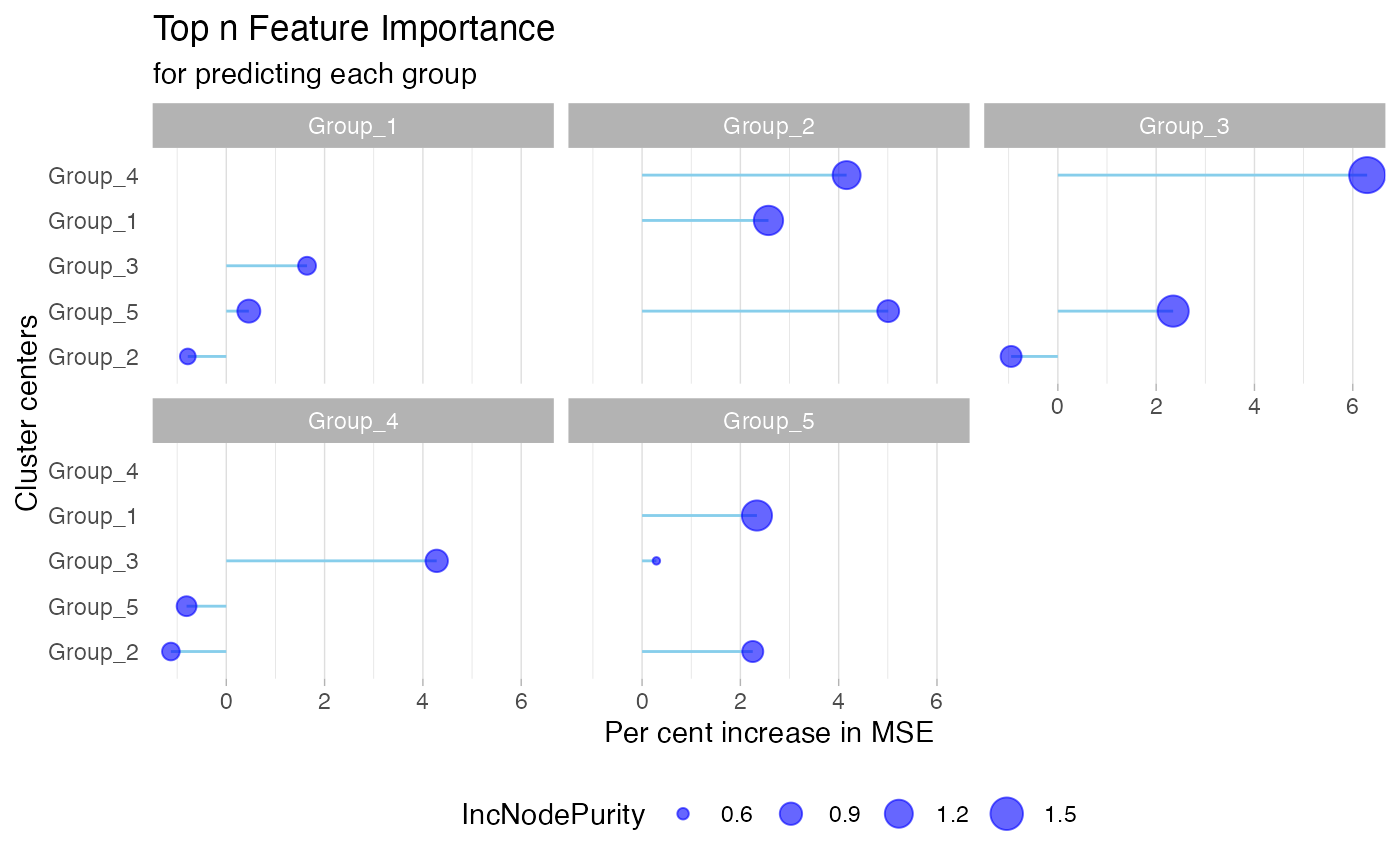 Top n Feature Importance
for predicting each group
Group_1 Group_2 Group_3
Group_4
Group_1
Group_3
Group_5
Group_2
0 2 4 6
Group_4 Group_5
Cluster centers
Group_4
Group_1
Group_3
Group_5
Group_2
0 2 4 6 0 2 4 6
Per cent increase in MSE
IncNodePurity 0.6 0.9 1.2 1.5